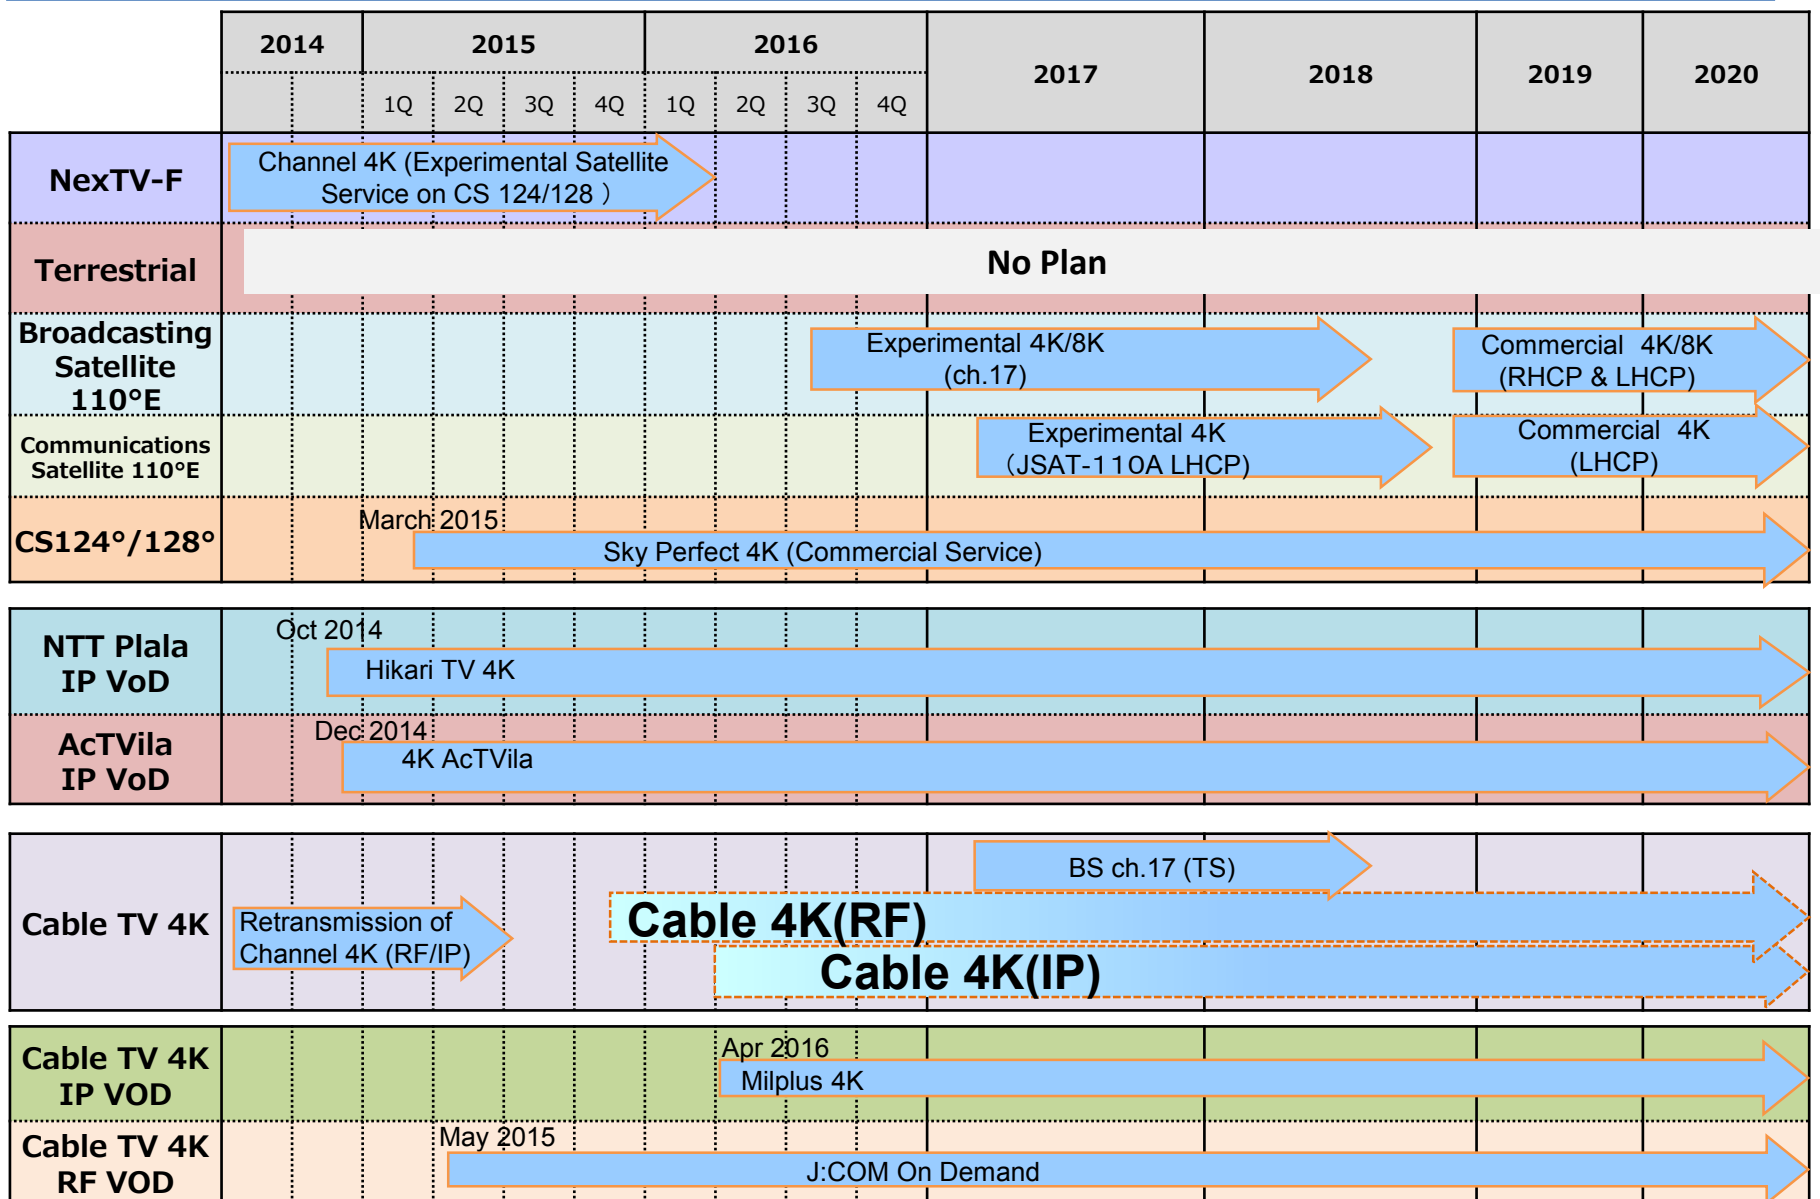 2014 2015 2016 2017 2018 2019 2020
1Q 2Q 3Q 4Q 1Q 2Q 3Q 4Q
NexTV-F
Channel 4K (Experimental Satellite
Service on CS 124/128 ）
Terrestrial
No Plan
Broadcasting
Satellite
110°E
Experimental 4K/8K
(ch.17)
Commercial 4K/8K
(RHCP & LHCP)
Communications
Satellite 110°E
Experimental 4K
（JSAT-110A LHCP)
Commercial 4K
(LHCP)
CS124°/128°
March 2015
Sky Perfect 4K (Commercial Service)
NTT Plala
IP VoD
Oct 2014
Hikari TV 4K
AcTVila
IP VoD
Dec 2014
4K AcTVila
Cable TV 4K
Retransmission of
Channel 4K (RF/IP)
BS ch.17 (TS)
Cable 4K(RF)
Cable 4K(IP)
Cable TV 4K
IP VOD
Apr 2016
Milplus 4K
Cable TV 4K
RF VOD
May 2015
J:COM On Demand